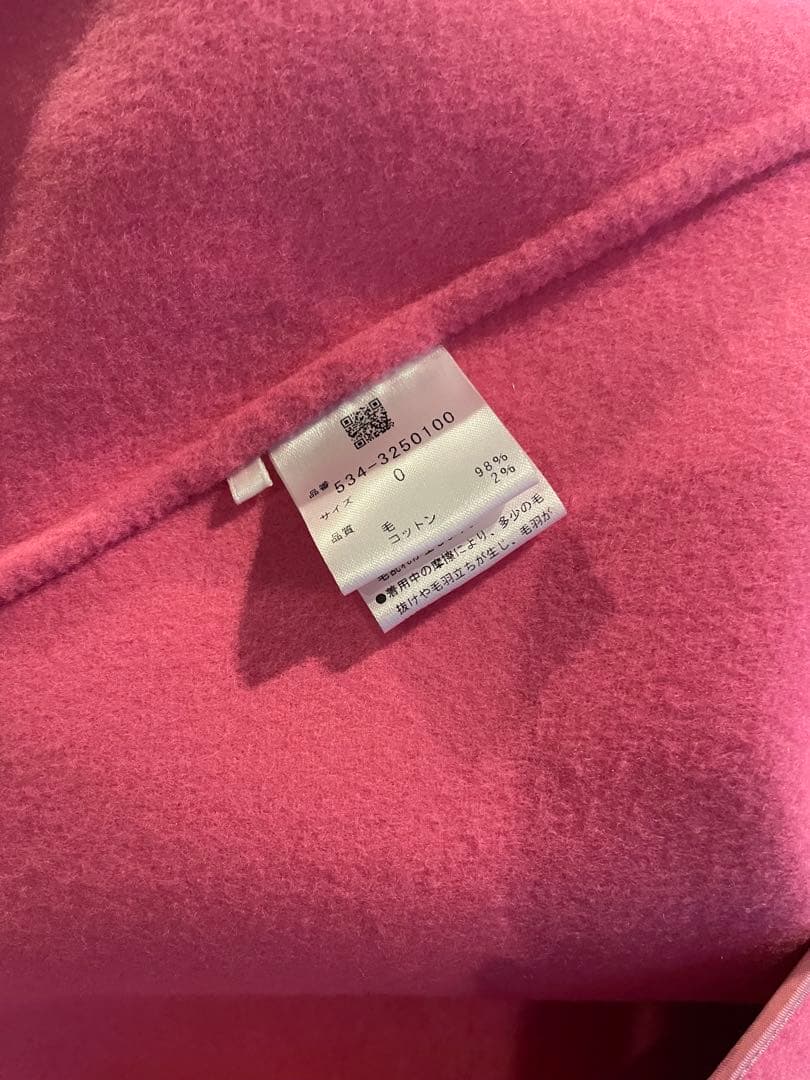 品番 534-3250100
サイズ 0
品質 毛 98%
コットン 2%
●着用中の摩擦により、多少の毛
抜けや毛羽立ちが生じ、毛羽が